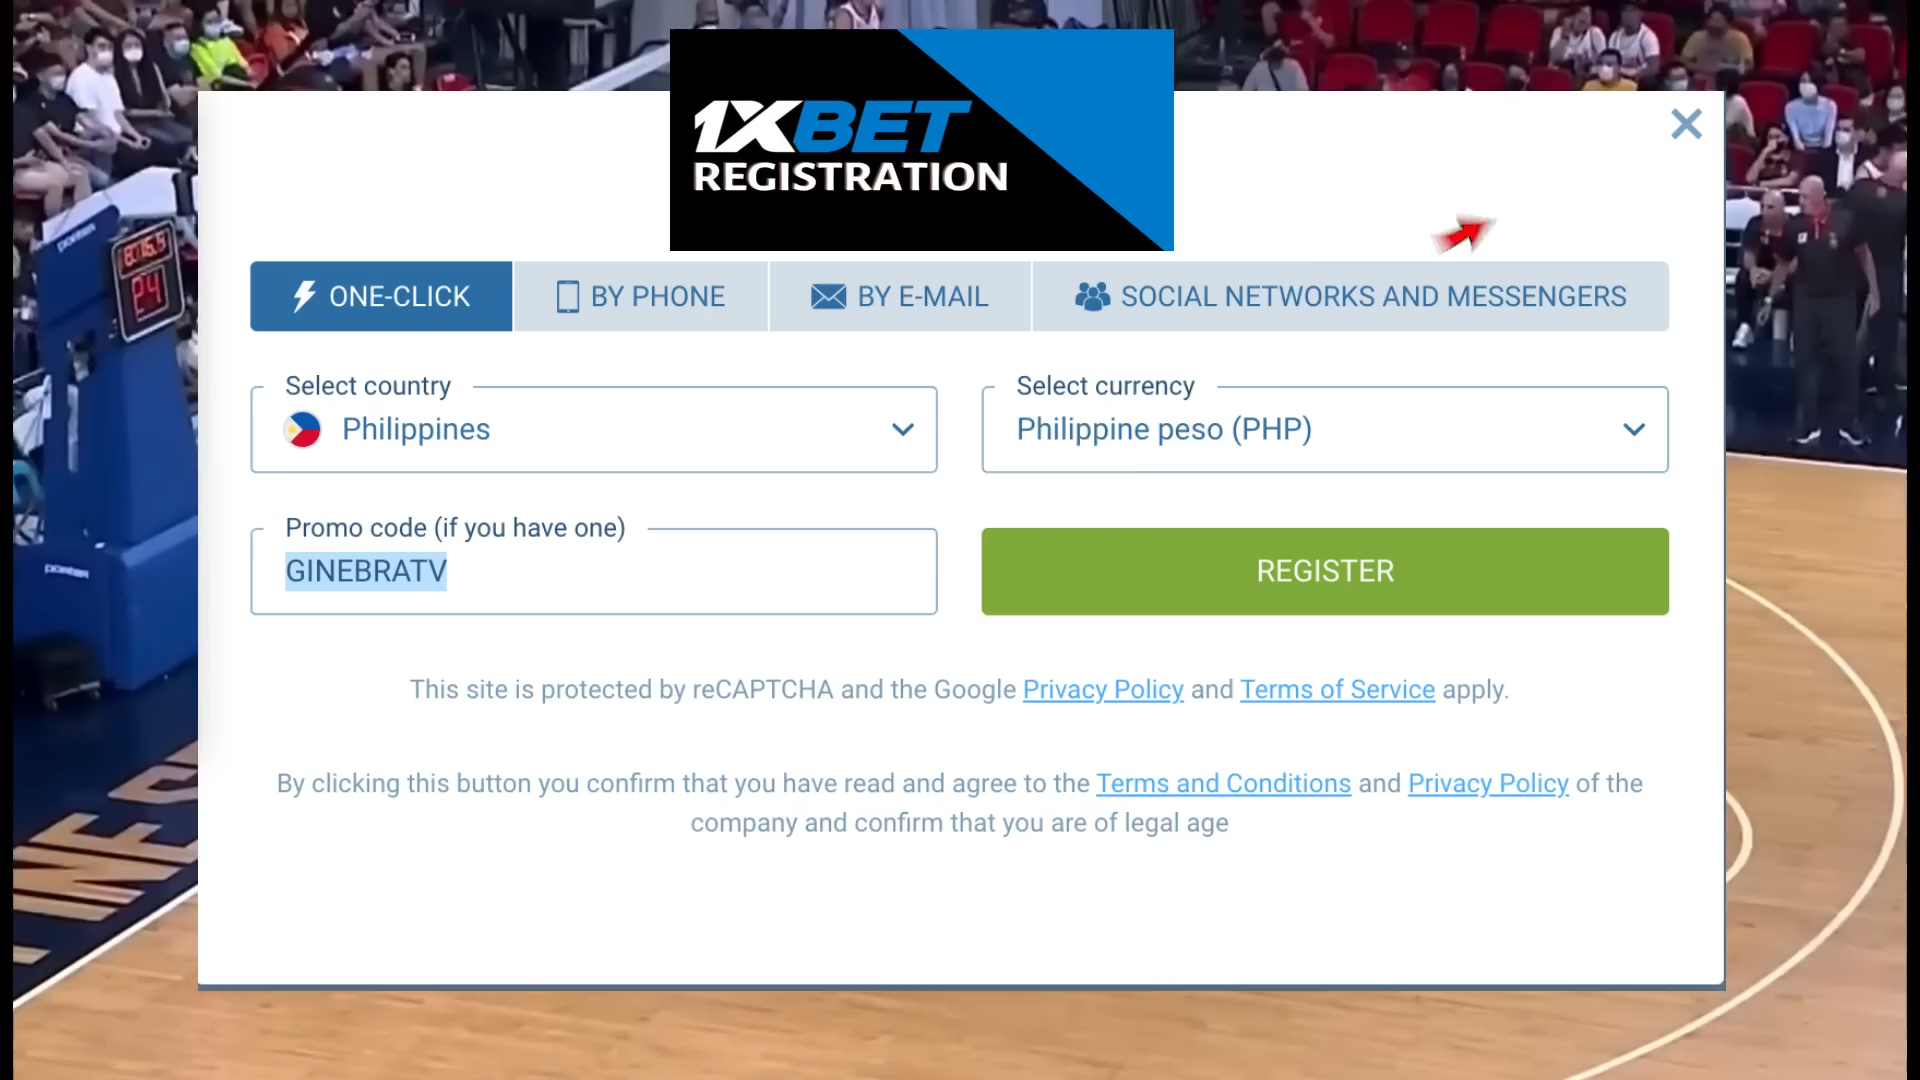 1XBET
REGISTRATION
ONE-CLICK
BY PHONE
BY E-MAIL
SOCIAL NETWORKS AND MESSENGERS
Select country
Philippines
Select currency
Philippine peso (PHP)
Promo code (if you have one)
GINEBRATV
REGISTER
This site is protected by reCAPTCHA and the Google Privacy Policy and Terms of Service apply.
By clicking this button you confirm that you have read and agree to the Terms and Conditions and Privacy Policy of the
company and confirm that you are of legal age
24